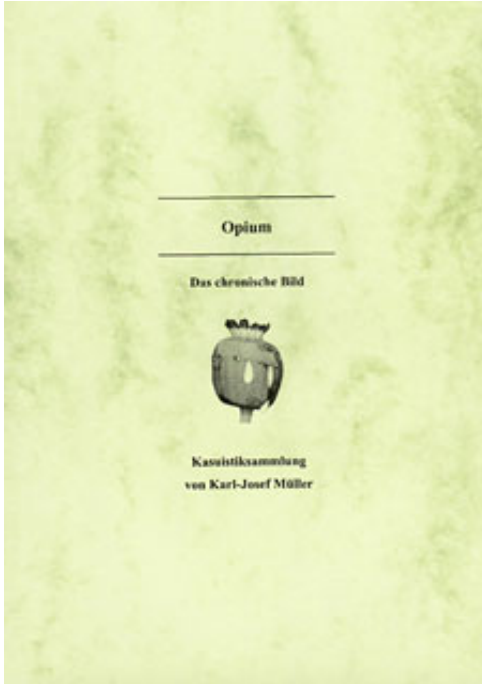 Opium
Das chronische Bild
Kasuistiksammlung
von Karl-Josef Müller